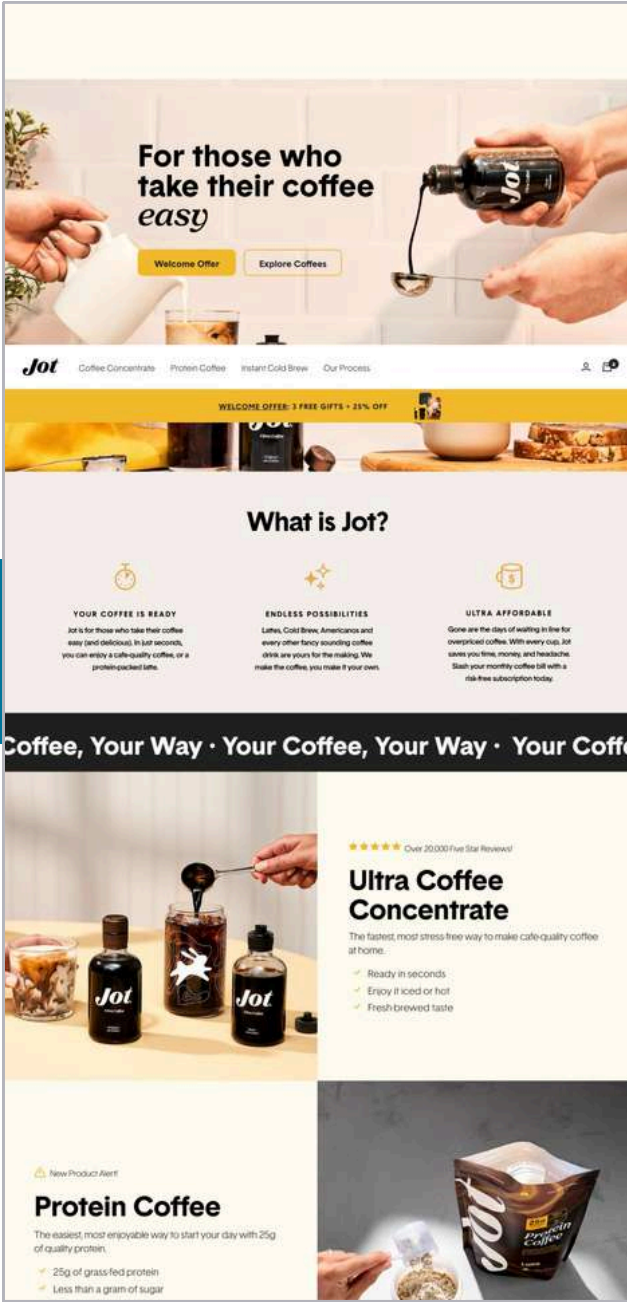 For those who
take their coffee
easy
Welcome Offer
Explore Coffees
Jot
Jot
Coffee Concentrate
Protein Coffee
Instant Cold Brew
Our Process
WELCOME OFFER: 3 FREE GIFTS + 25% OFF
Jot
What is Jot?
YOUR COFFEE IS READY
Jot is for those who take their coffee
easy (and delicious). In just seconds,
you can enjoy a cafe-quality coffee, or a
protein-packed latte.
ENDLESS POSSIBILITIES
Lattes, Cold Brew, Americanos and
every other fancy sounding coffee
drink are yours for the making. We
make the coffee, you make it your own.
$
ULTRA AFFORDABLE
Gone are the days of waiting in line for
overpriced coffee. With every cup, Jot
saves you time, money, and headache.
Slash your monthly coffee bill with a
risk-free subscription today.
Coffee, Your Way · Your Coffee, Your Way · Your Coffe
Jot
Jot
Over 20,000 Five Star Reviews!
Ultra Coffee
Concentrate
The fastest, most stress-free way to make cafe-quality coffee
at home.
Ready in seconds
Enjoy it iced or hot
Fresh-brewed taste
New Product Alert!
Protein Coffee
The easiest, most enjoyable way to start your day with 25g
of quality protein.
25g of grass-fed protein
Less than a gram of sugar
Jot
Protein
Coffee